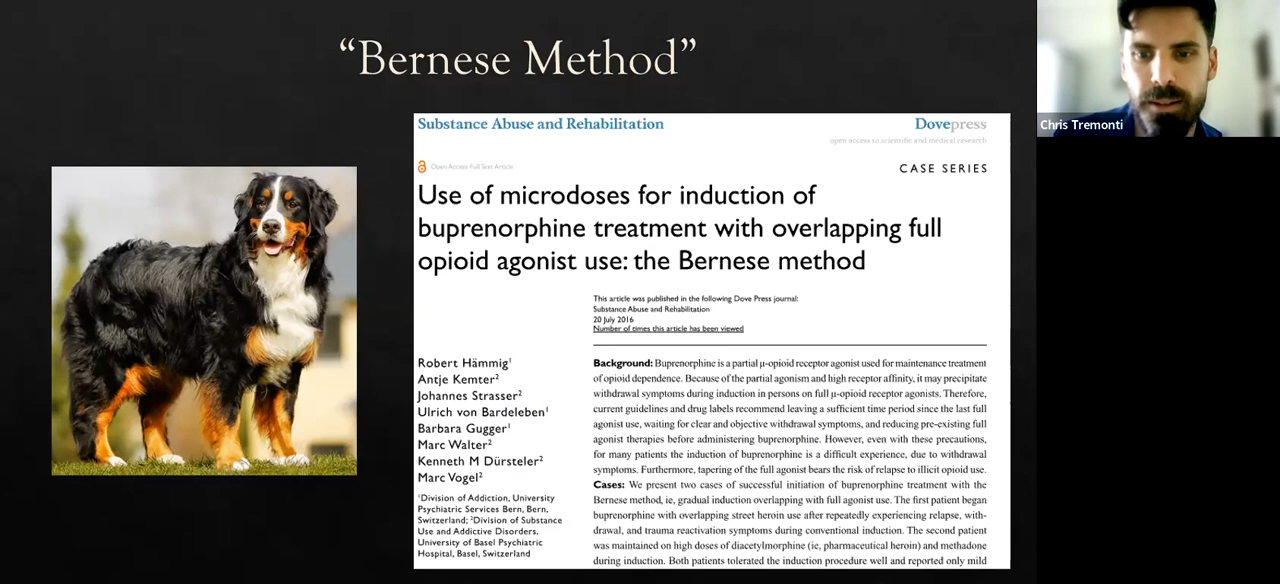 “Bernese Method”
Chris Tremonti
Substance Abuse and Rehabilitation
Dovepress
open access to scientific and medical research
Open Access Full Text Article
CASE SERIES
Use of microdoses for induction of
buprenorphine treatment with overlapping full
opioid agonist use: the Bernese method
This article was published in the following Dove Press journal:
Substance Abuse and Rehabilitation
20 July 2016
Number of times this article has been viewed
Robert Hämmig¹
Antje Kemter²
Johannes Strasser²
Ulrich von Bardeleben¹
Barbara Gugger¹
Marc Walter²
Kenneth M Dürsteler²
Marc Vogel²
¹Division of Addiction, University
Psychiatric Services Bern, Bern,
Switzerland; ²Division of Substance
Use and Addictive Disorders,
University of Basel Psychiatric
Hospital, Basel, Switzerland
Background: Buprenorphine is a partial μ-opioid receptor agonist used for maintenance treatment
of opioid dependence. Because of the partial agonism and high receptor affinity, it may precipitate
withdrawal symptoms during induction in persons on full μ-opioid receptor agonists. Therefore,
current guidelines and drug labels recommend leaving a sufficient time period since the last full
agonist use, waiting for clear and objective withdrawal symptoms, and reducing pre-existing full
agonist therapies before administering buprenorphine. However, even with these precautions,
for many patients the induction of buprenorphine is a difficult experience, due to withdrawal
symptoms. Furthermore, tapering of the full agonist bears the risk of relapse to illicit opioid use.
Cases: We present two cases of successful initiation of buprenorphine treatment with the
Bernese method, ie, gradual induction overlapping with full agonist use. The first patient began
buprenorphine with overlapping street heroin use after repeatedly experiencing relapse, with-
drawal, and trauma reactivation symptoms during conventional induction. The second patient
was maintained on high doses of diacetylmorphine (ie, pharmaceutical heroin) and methadone
during induction. Both patients tolerated the induction procedure well and reported only mild